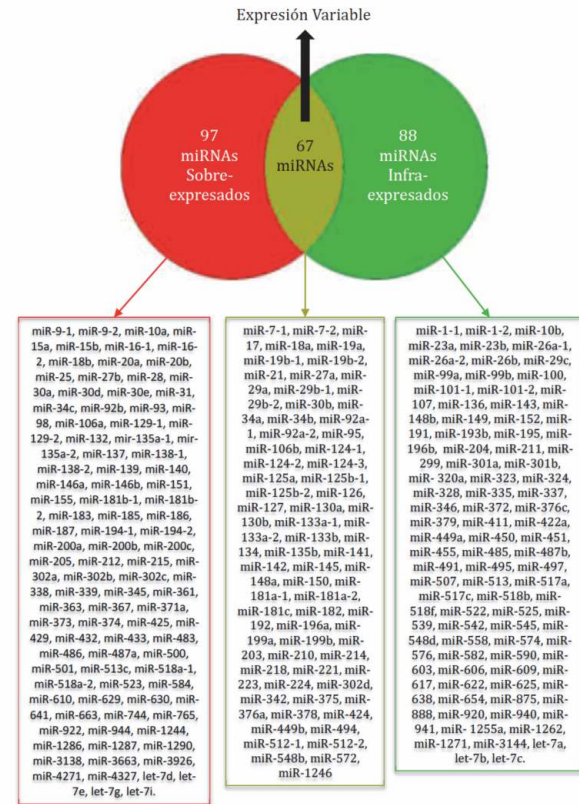 Expresión Variable
97
miRNAs
Sobre-
expresados
67
miRNAs
88
miRNAs
Infra-
expresados
miR-9-1, miR-9-2, miR-10a, miR-
15a, miR-15b, miR-16-1, miR-16-
2, miR-18b, miR-20a, miR-20b,
miR-25, miR-27b, miR-28, miR-
30a, miR-30d, miR-30e, miR-31,
miR-34c, miR-92b, miR-93, miR-
98, miR-106a, miR-129-1, miR-
129-2, miR-132, mir-135a-1, mir-
135a-2, miR-137, miR-138-1,
miR-138-2, miR-139, miR-140,
miR-146a, miR-146b, miR-151,
miR-155, miR-181b-1, miR-181b-
2, miR-183, miR-185, miR-186,
miR-187, miR-194-1, miR-194-2,
miR-200a, miR-200b, miR-200c,
miR-205, miR-212, miR-215, miR-
302a, miR-302b, miR-302c, miR-
338, miR-339, miR-345, miR-361,
miR-363, miR-367, miR-371a,
miR-373, miR-374, miR-425, miR-
429, miR-432, miR-433, miR-483,
miR-486, miR-487a, miR-500,
miR-501, miR-513c, miR-518a-1,
miR-518a-2, miR-523, miR-584,
miR-610, miR-629, miR-630, miR-
641, miR-663, miR-744, miR-765,
miR-922, miR-944, miR-1244,
miR-1286, miR-1287, miR-1290,
miR-3138, miR-3663, miR-3926,
miR-4271, miR-4327, let-7d, let-
7e, let-7g, let-7i.
miR-7-1, miR-7-2, miR-
17, miR-18a, miR-19a,
miR-19b-1, miR-19b-2,
miR-21, miR-27a, miR-
29a, miR-29b-1, miR-
29b-2, miR-30b, miR-
34a, miR-34b, miR-92a-
1, miR-92a-2, miR-95,
miR-106b, miR-124-1,
miR-124-2, miR-124-3,
miR-125a, miR-125b-1,
miR-125b-2, miR-126,
miR-127, miR-130a, miR-
130b, miR-133a-1, miR-
133a-2, miR-133b, miR-
134, miR-135b, miR-141,
miR-142, miR-145, miR-
148a, miR-150, miR-
181a-1, miR-181a-2,
miR-181c, miR-182, miR-
192, miR-196a, miR-
199a, miR-199b, miR-
203, miR-210, miR-214,
miR-218, miR-221, miR-
223, miR-224, miR-302d,
miR-342, miR-375, miR-
376a, miR-378, miR-424,
miR-449b, miR-494,
miR-512-1, miR-512-2,
miR-548b, miR-572,
miR-1246
miR-1-1, miR-1-2, miR-10b,
miR-23a, miR-23b, miR-26a-1,
miR-26a-2, miR-26b, miR-29c,
miR-99a, miR-99b, miR-100,
miR-101-1, miR-101-2, miR-
107, miR-136, miR-143, miR-
148b, miR-149, miR-152, miR-
191, miR-193b, miR-195, miR-
196b, miR-204, miR-211, miR-
299, miR-301a, miR-301b,
miR- 320a, miR-323, miR-324,
miR-328, miR-335, miR-337,
miR-346, miR-372, miR-376c,
miR-379, miR-411, miR-422a,
miR-449a, miR-450, miR-451,
miR-455, miR-485, miR-487b,
miR-491, miR-495, miR-497,
miR-507, miR-513, miR-517a,
miR-517c, miR-518b, miR-
518f, miR-522, miR-525, miR-
539, miR-542, miR-545, miR-
548d, miR-558, miR-574, miR-
576, miR-582, miR-590, miR-
603, miR-606, miR-609, miR-
617, miR-622, miR-625, miR-
638, miR-654, miR-875, miR-
888, miR-920, miR-940, miR-
941, miR- 1255a, miR-1262,
miR-1271, miR-3144, let-7a,
let-7b, let-7c.